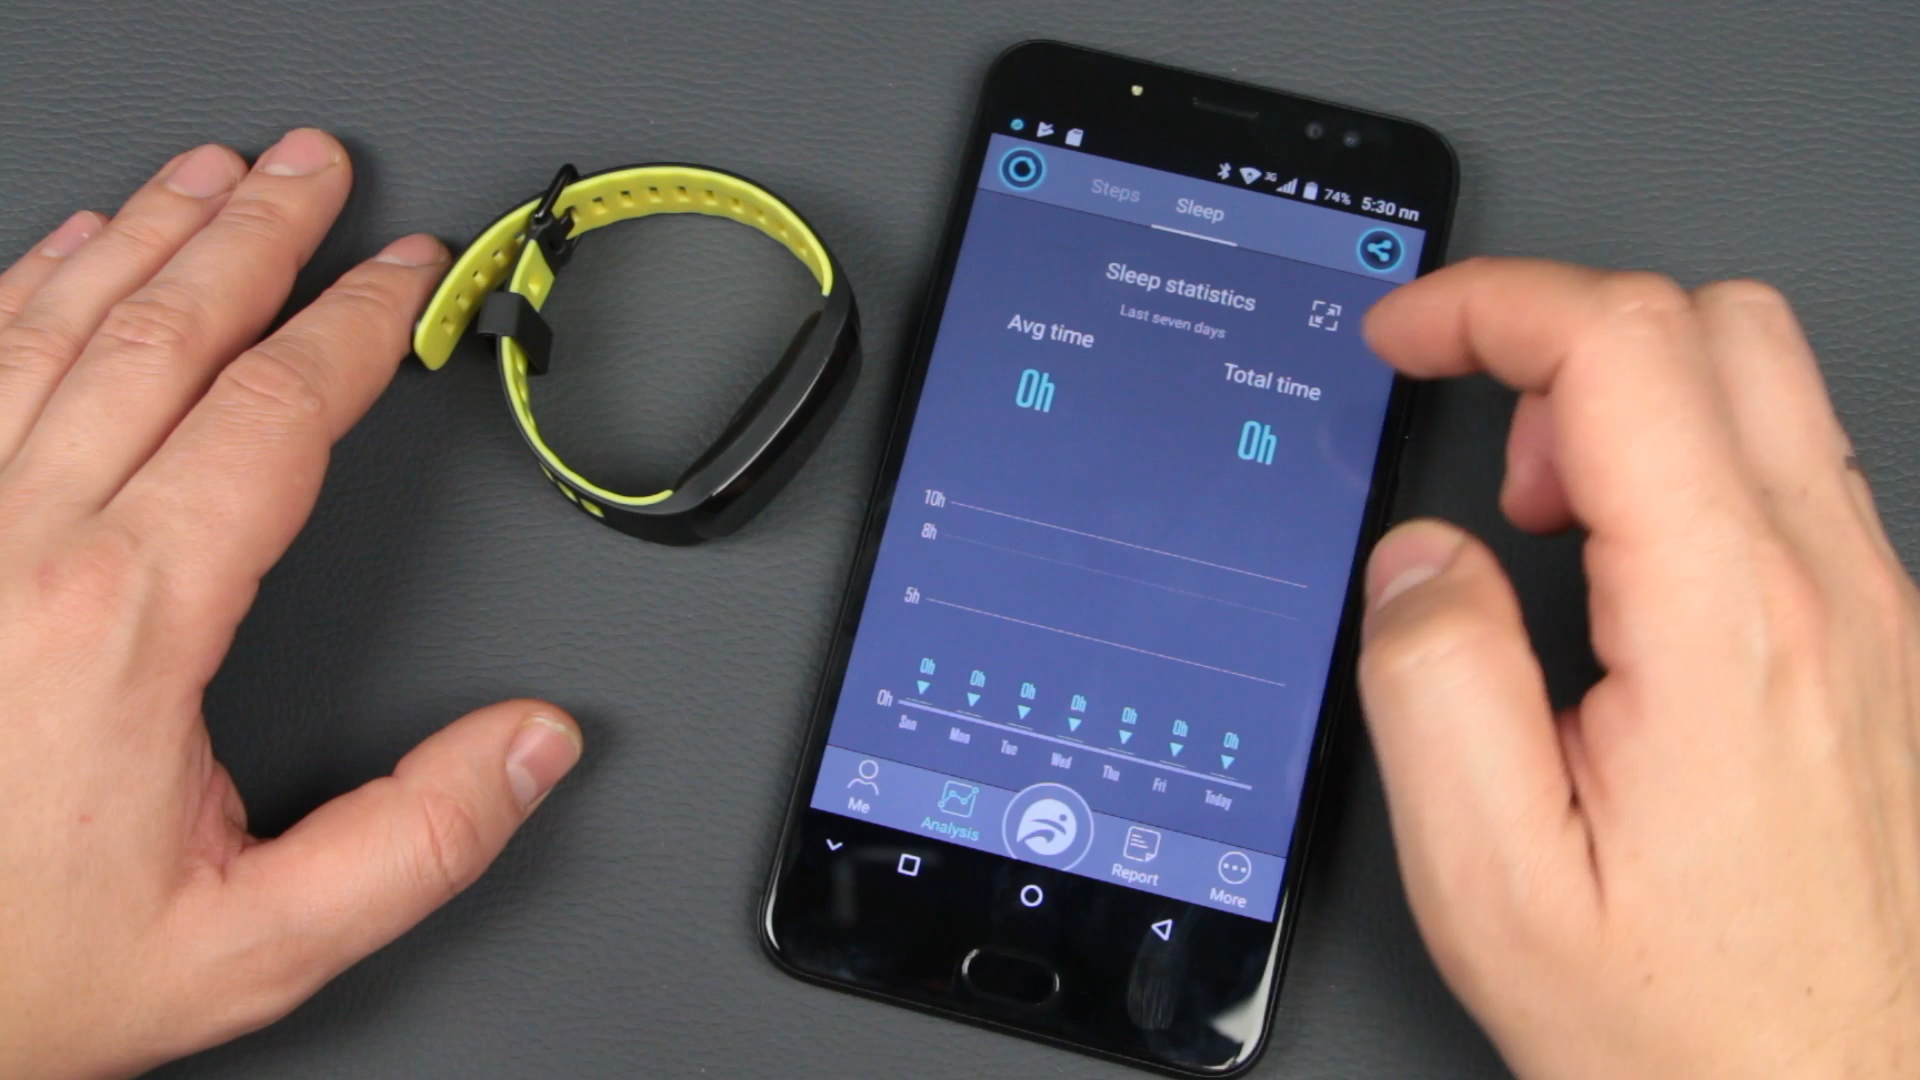 3G 74% 5:30 пп
Steps Sleep
Sleep statistics
Last seven days
Avg time Total time
0h 0h
10h
8h
5h
0h 0h 0h 0h 0h 0h 0h
0h
Sun Mon Tue Wed Thu Fri Today
Me Analysis Report More